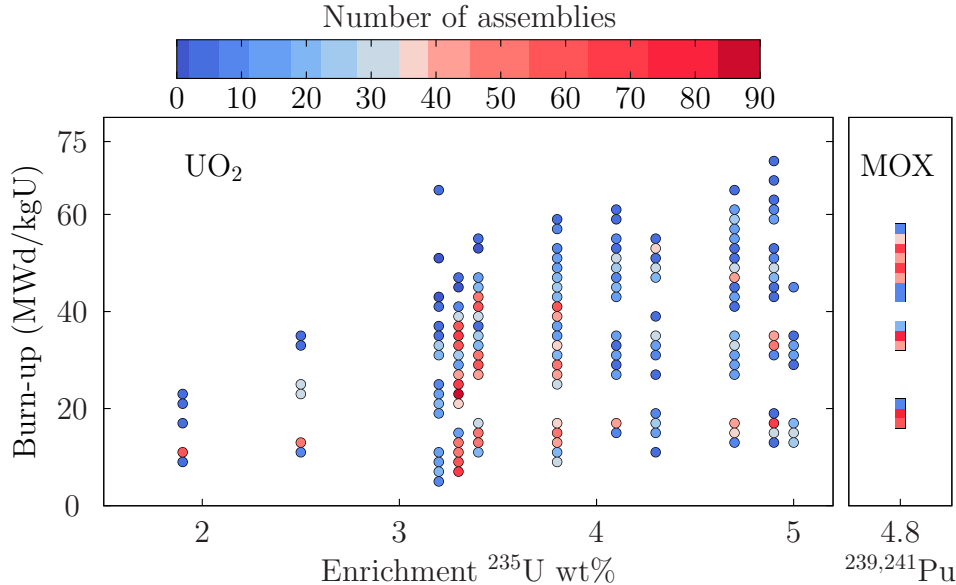 Number of assemblies
0 10 20 30 40 50 60 70 80 90
75
60
40
20
0
Burn-up (MWd/kgU)
UO₂
MOX
2 3 4 5
4.8
Enrichment ²³⁵U wt%
²³⁹,²⁴¹Pu